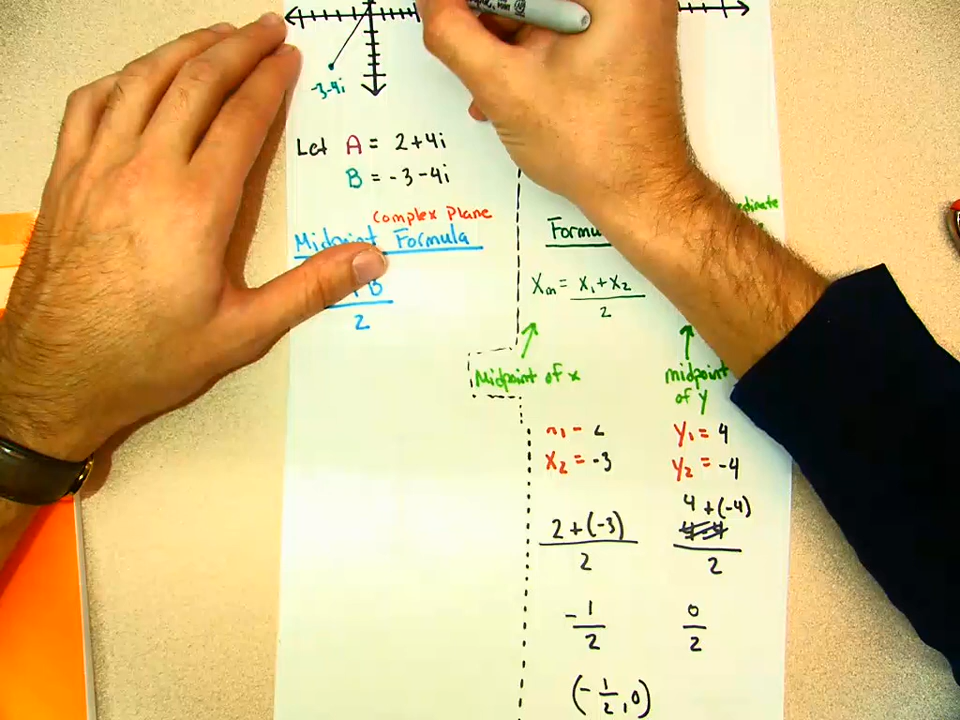 -3-4i
Let A = 2+4i
B = -3-4i
Complex Plane
Midpoint Formula
B
2
Xm = X1 + X2
2
Midpoint of x
midpoint
of y
X2 = -3
y1 = 4
y2 = -4
2 + (-3)
2
4 + (-4)
2
- 1
2
0
2
(- 1/2, 0)